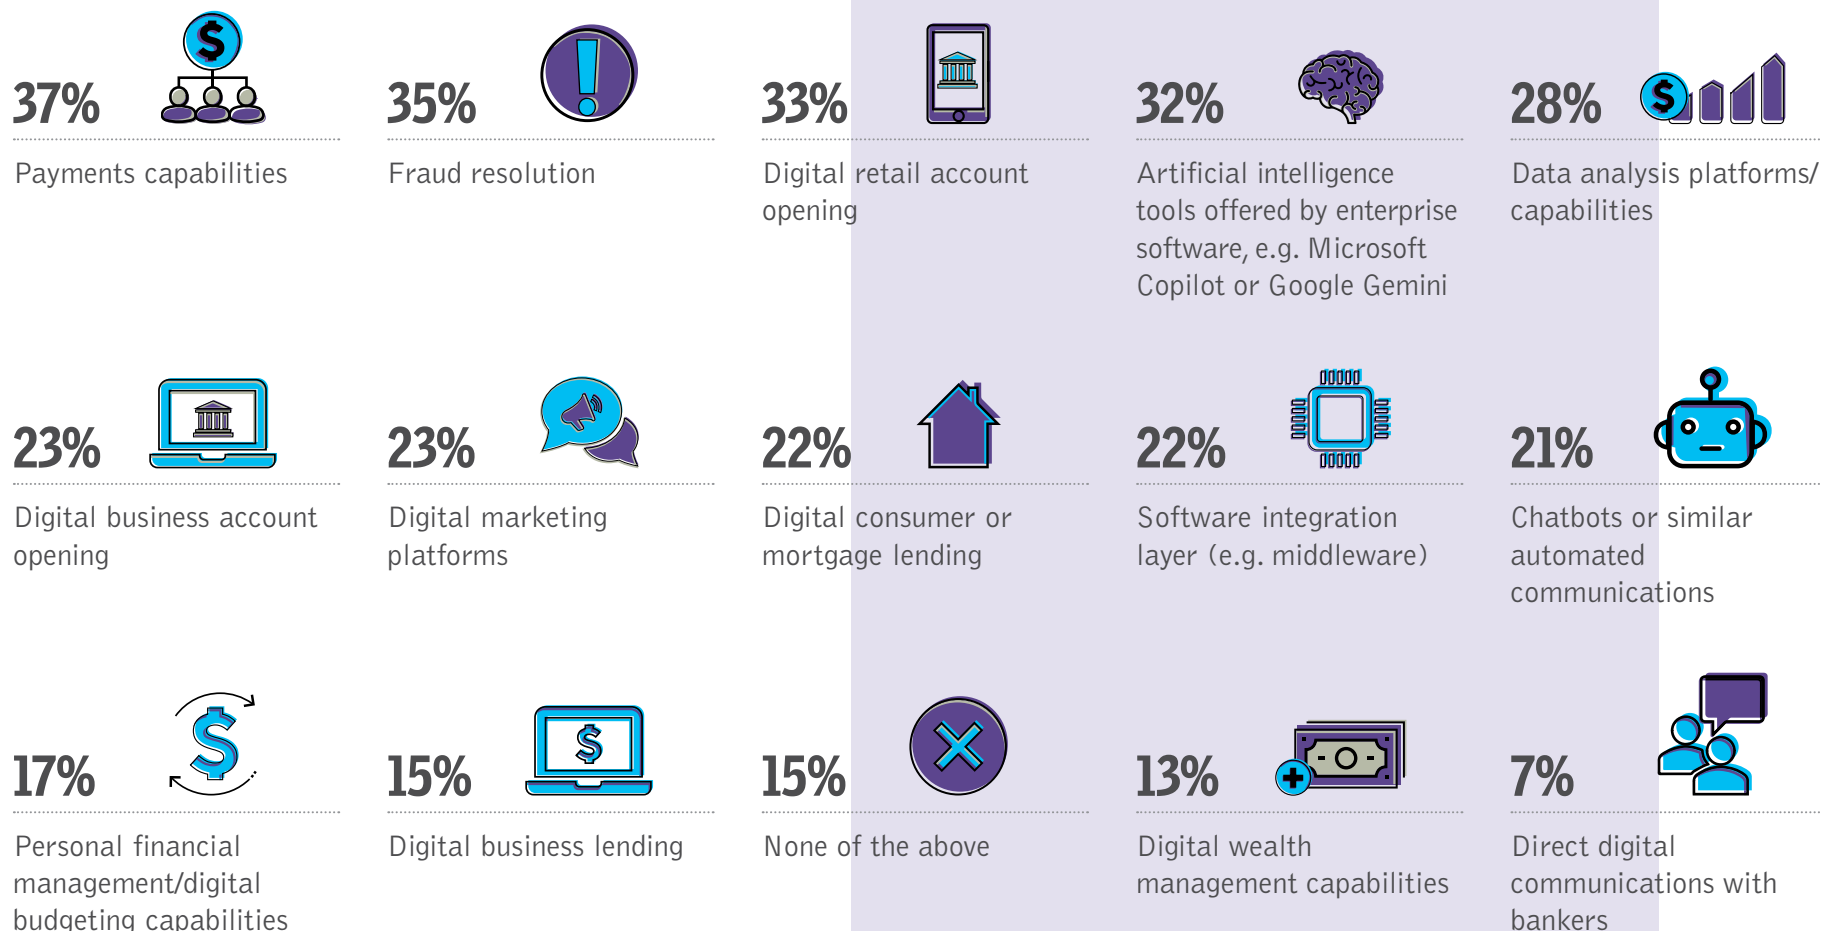 37%
Payments capabilities
35%
Fraud resolution
33%
Digital retail account
opening
32%
Artificial intelligence
tools offered by enterprise
software, e.g. Microsoft
Copilot or Google Gemini
28%
Data analysis platforms/
capabilities
23%
Digital business account
opening
23%
Digital marketing
platforms
22%
Digital consumer or
mortgage lending
22%
Software integration
layer (e.g. middleware)
21%
Chatbots or similar
automated
communications
17%
Personal financial
management/digital
budgeting capabilities
15%
Digital business lending
15%
None of the above
13%
Digital wealth
management capabilities
7%
Direct digital
communications with
bankers